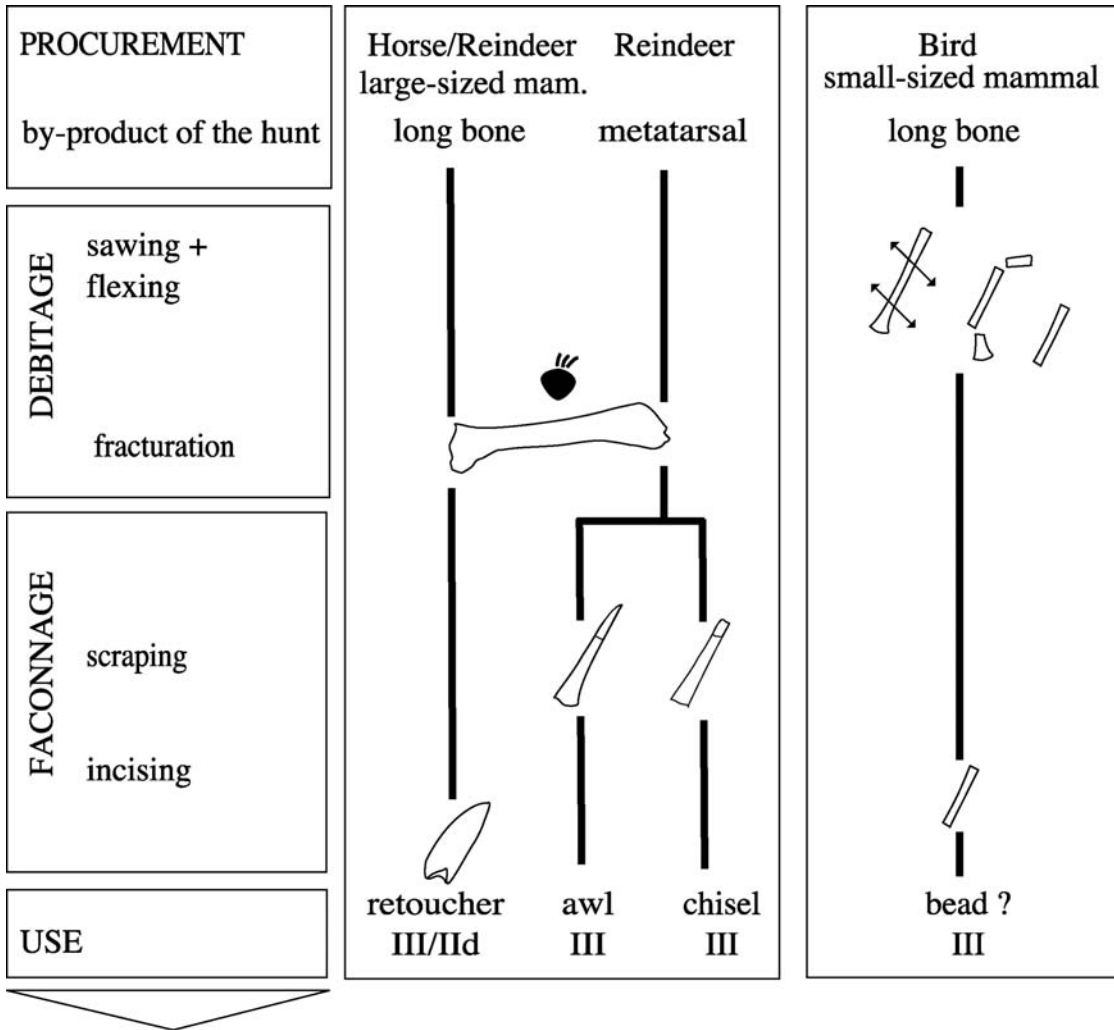 PROCUREMENT
by-product of the hunt
DEBITAGE
sawing +
flexing
fracturation
FACONNAGE
scraping
incising
USE
Horse/Reindeer
large-sized mam.
long bone
Reindeer
metatarsal
retoucher
III/IId
awl
III
chisel
III
Bird
small-sized mammal
long bone
bead ?
III